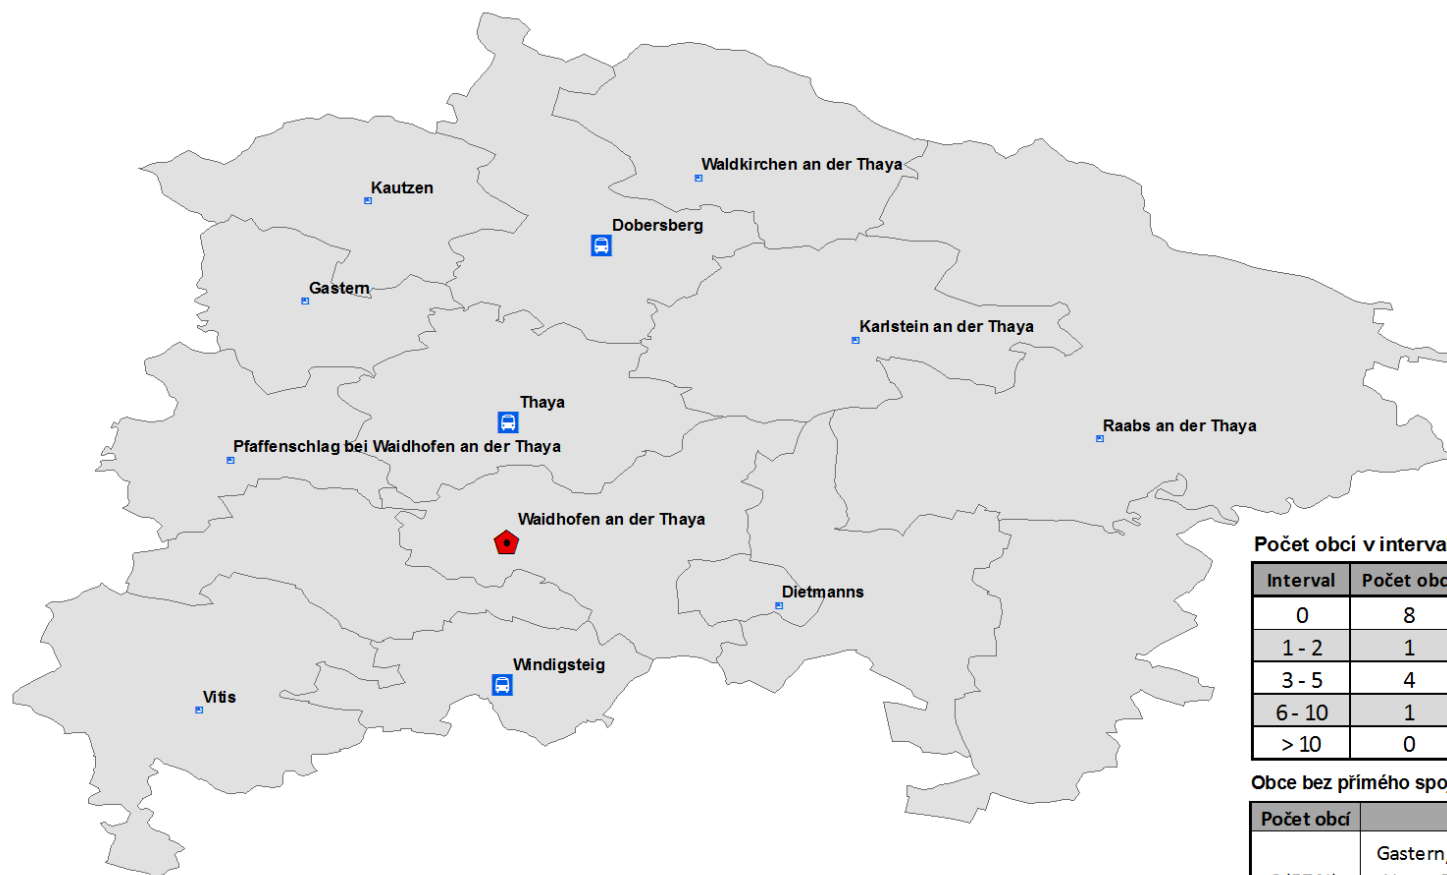 Waldkirchen an der Thaya
Kautzen
Dobersberg
Gastern
Karlstein an der Thaya
Thaya
Raabs an der Thaya
Pfaffenschlag bei Waidhofen an der Thaya
Waidhofen an der Thaya
Dietmanns
Windigsteig
Vitis
Počet obcí v interva
Interval Počet obc
0 8
1 - 2 1
3 - 5 4
6 - 10 1
> 10 0
Obce bez přímého spoj
Počet obcí
Gastern,